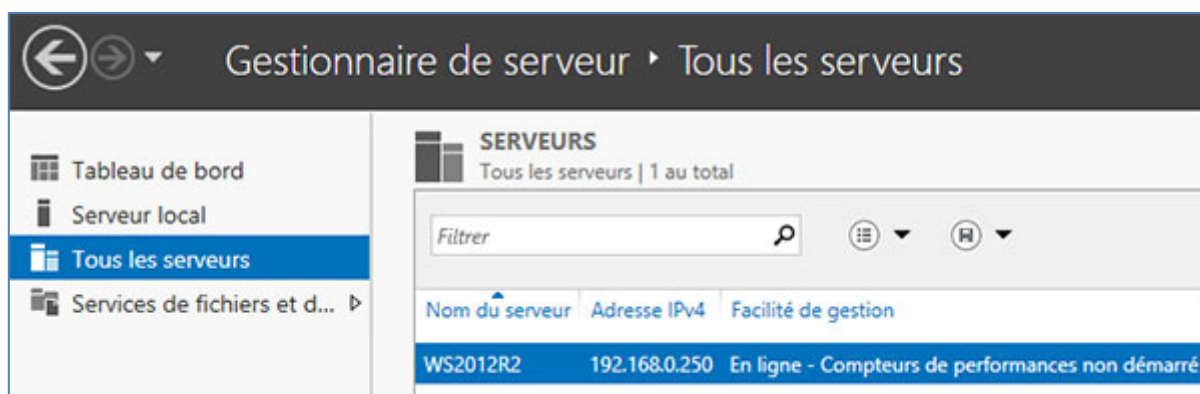 Gestionnaire de serveur ‣ Tous les serveurs
Tableau de bord
Serveur local
Tous les serveurs
Services de fichiers et d...
SERVEURS
Tous les serveurs | 1 au total
Filtrer
Nom du serveur Adresse IPv4 Facilité de gestion
WS2012R2 192.168.0.250 En ligne - Compteurs de performances non démarré